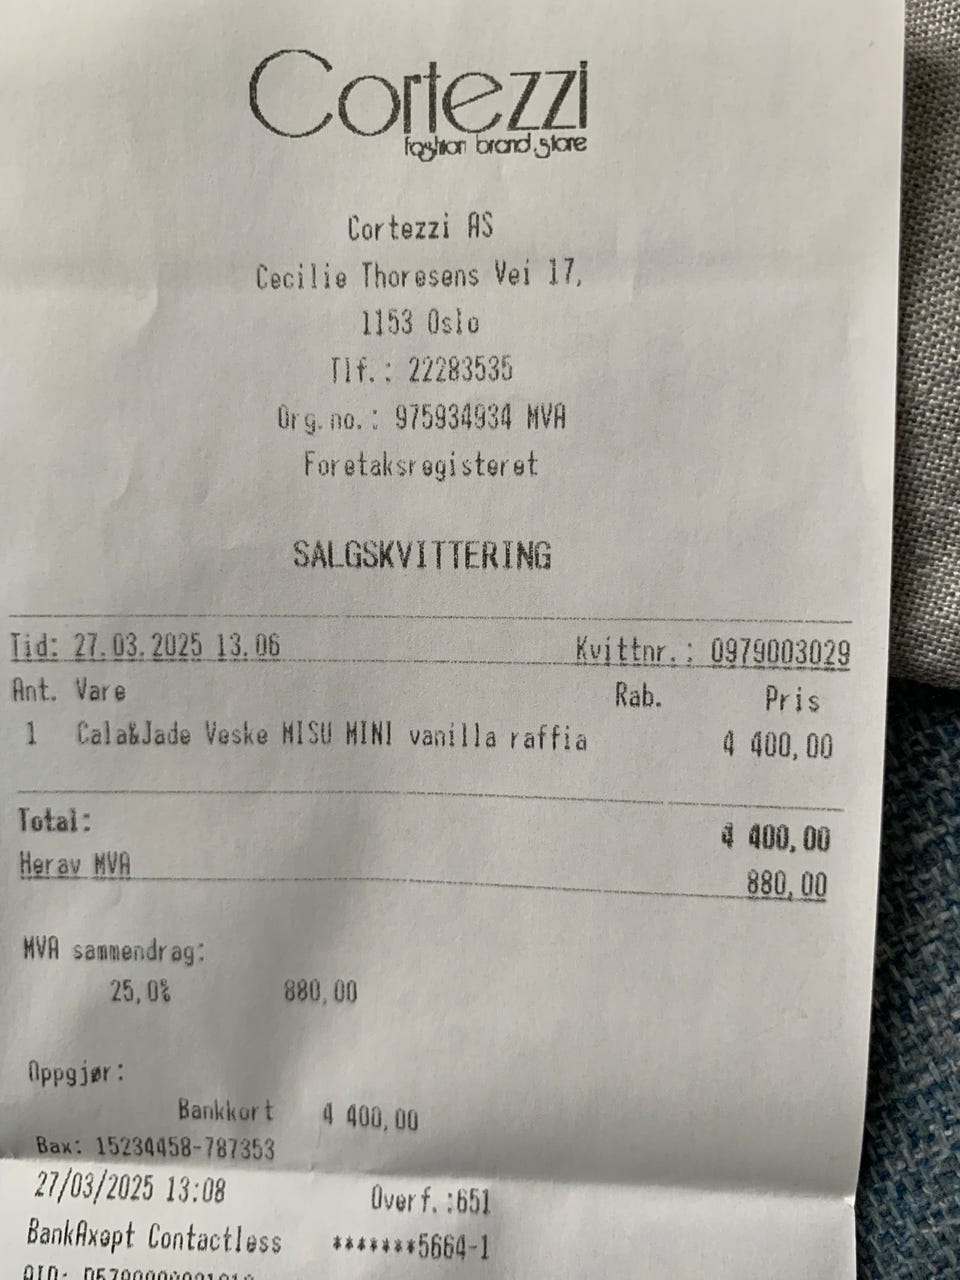 Cortezzi
fashion brand store
Cortezzi AS
Cecilie Thoresens Vei 17,
1153 Oslo
Tlf.: 22283535
Org.no.: 975934934 MVA
Foretaksregisteret
SALGSKVITTERING
Tid: 27.03.2025 13.06 Kvittnr.: 0979003029
Ant. Vare Rab. Pris
1 Cala&Jade Veske MISU MINI vanilla raffia 4 400,00
Total: 4 400,00
Herav MVA 880,00
MVA sammendrag:
25,0% 880,00
Oppgjør:
Bankkort 4 400,00
Bax: 15234458-787353
27/03/2025 13:08 Overf.:651
BankAxept Contactless *******5664-1
AID: